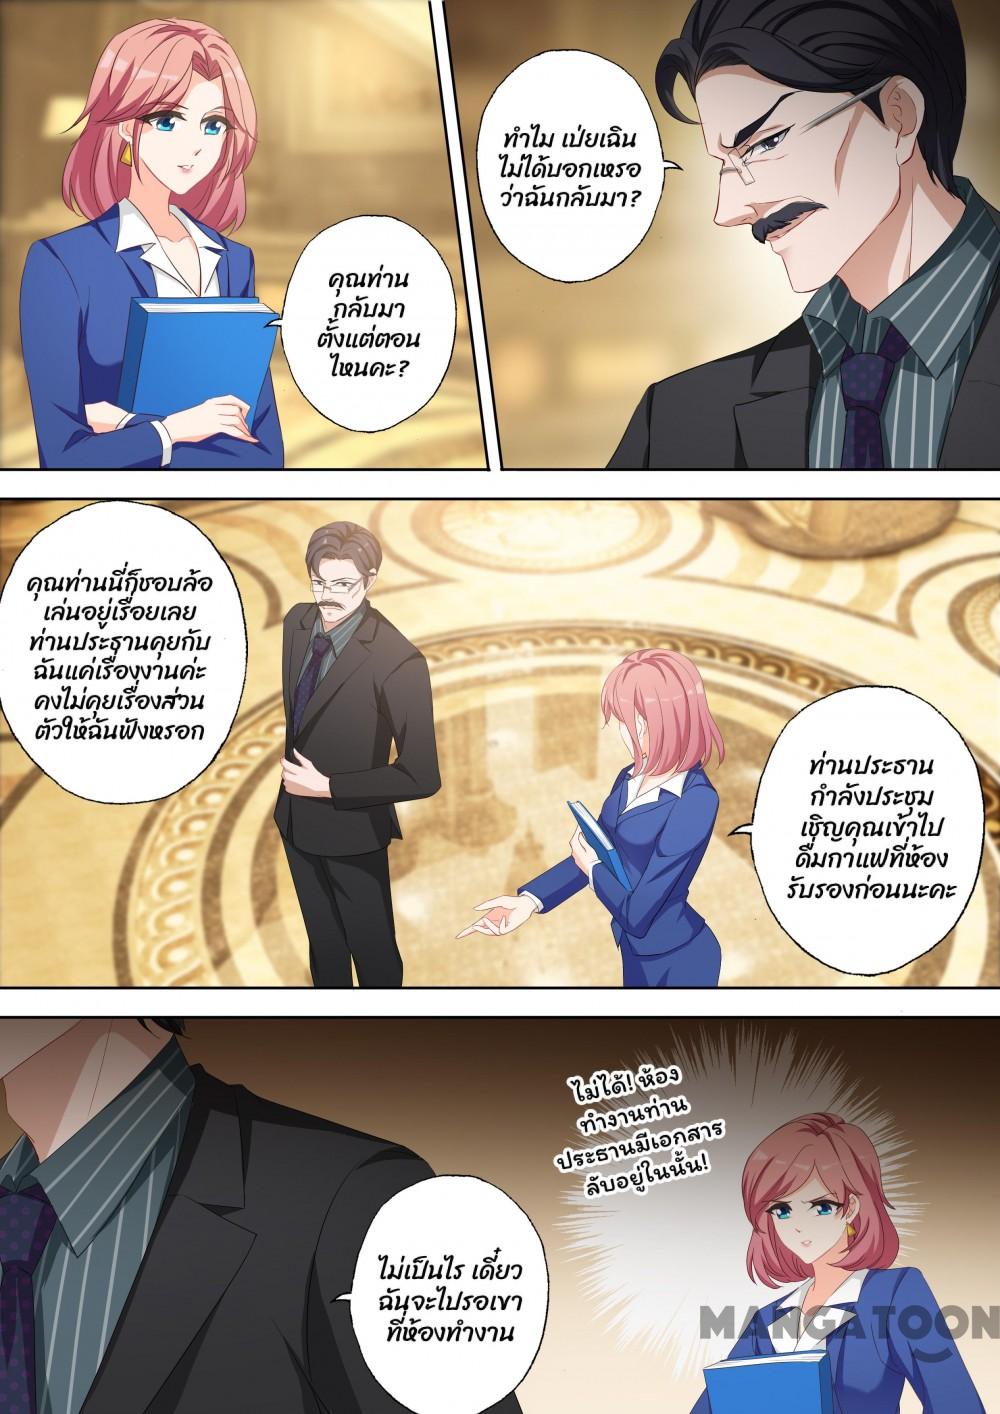 คุณท่าน
กลับมา
ตั้งแต่ตอน
ไหนคะ?
ทำไม เป่ยเฉิน
ไม่ได้บอกเหรอ
ว่าฉันกลับมา?
คุณท่านนี่ก็ชอบล้อ
เล่นอยู่เรื่อยเลย
ท่านประธานคุยกับ
ฉันแค่เรื่องงานค่ะ
คงไม่คุยเรื่องส่วน
ตัวให้ฉันฟังหรอก
ท่านประธาน
กำลังประชุม
เชิญคุณเข้าไป
ดื่มกาแฟที่ห้อง
รับรองก่อนนะคะ
ไม่ได้! ห้อง
ทำงานท่าน
ประธานมีเอกสาร
ลับอยู่ในนั้น!
ไม่เป็นไร เดี๋ยว
ฉันจะไปรอเขา
ที่ห้องทำงาน
MANGATOON